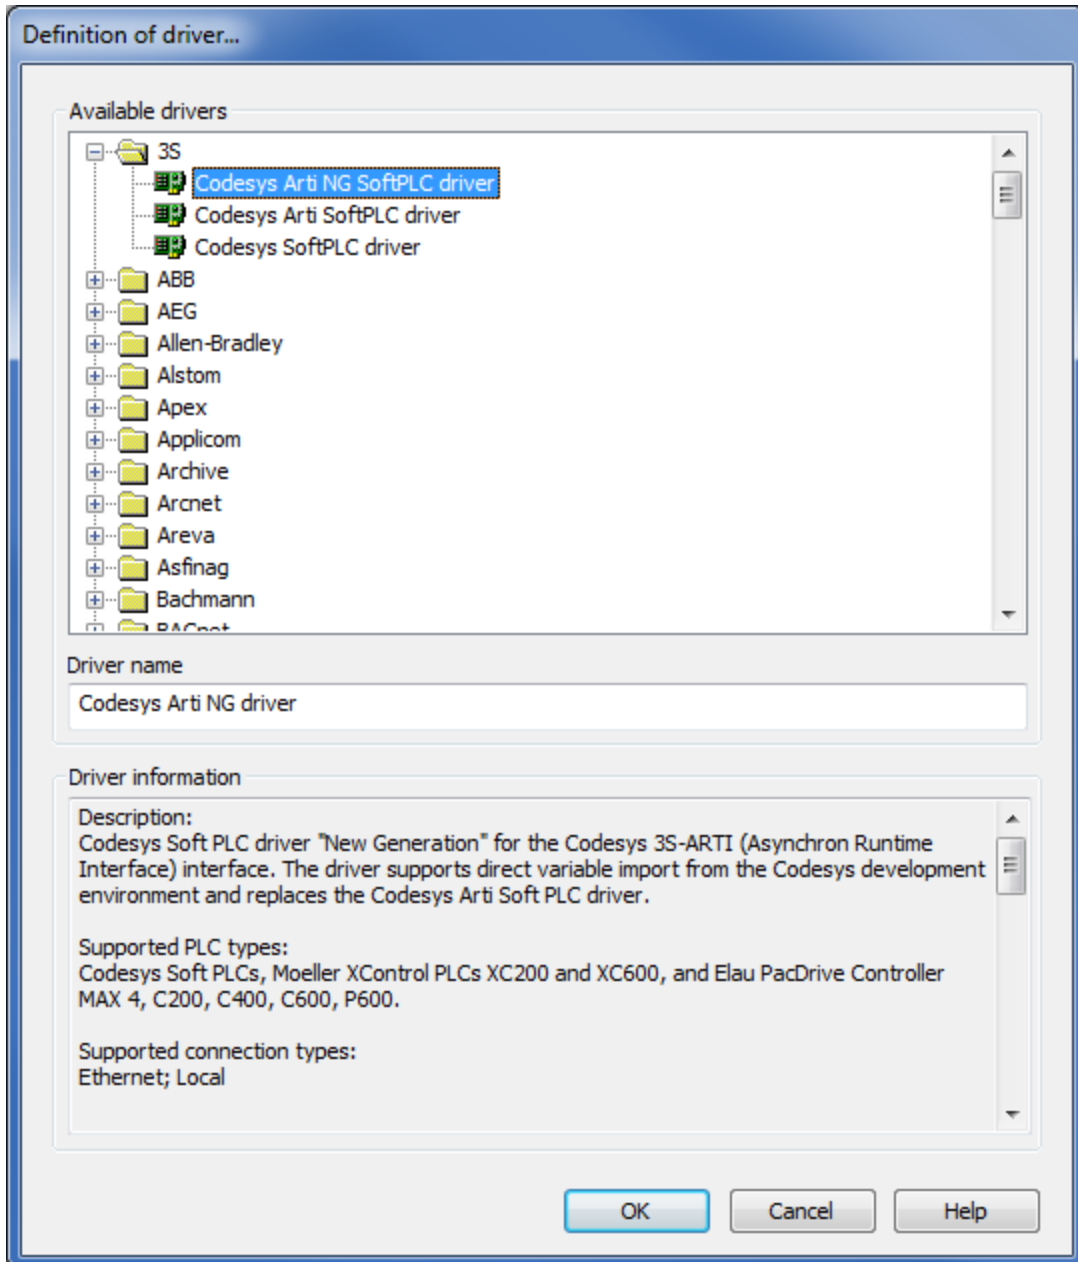 Definition of driver...
Available drivers
3S
Codesys Arti NG SoftPLC driver
Codesys Arti SoftPLC driver
Codesys SoftPLC driver
ABB
AEG
Allen-Bradley
Alstom
Apex
Applicom
Archive
Arcnet
Areva
Asfinag
Bachmann
BACnet
Driver name
Codesys Arti NG driver
Driver information
Description:
Codesys Soft PLC driver "New Generation" for the Codesys 3S-ARTI (Asynchron Runtime
Interface) interface. The driver supports direct variable import from the Codesys development
environment and replaces the Codesys Arti Soft PLC driver.
Supported PLC types:
Codesys Soft PLCs, Moeller XControl PLCs XC200 and XC600, and Elau PacDrive Controller
MAX 4, C200, C400, C600, P600.
Supported connection types:
Ethernet; Local
OK
Cancel
Help